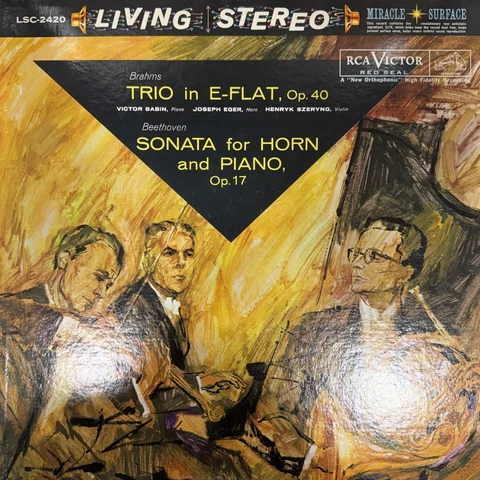 LSC-2420
LIVING STEREO
MIRACLE SURFACE
RCA VICTOR
RED SEAL
A "New Orthophonic" High Fidelity Recording
Brahms
TRIO in E-FLAT, Op. 40
VICTOR BABIN, Piano JOSEPH EGER, Horn HENRYK SZERYNG, Violin
Beethoven
SONATA for HORN
and PIANO,
Op. 17